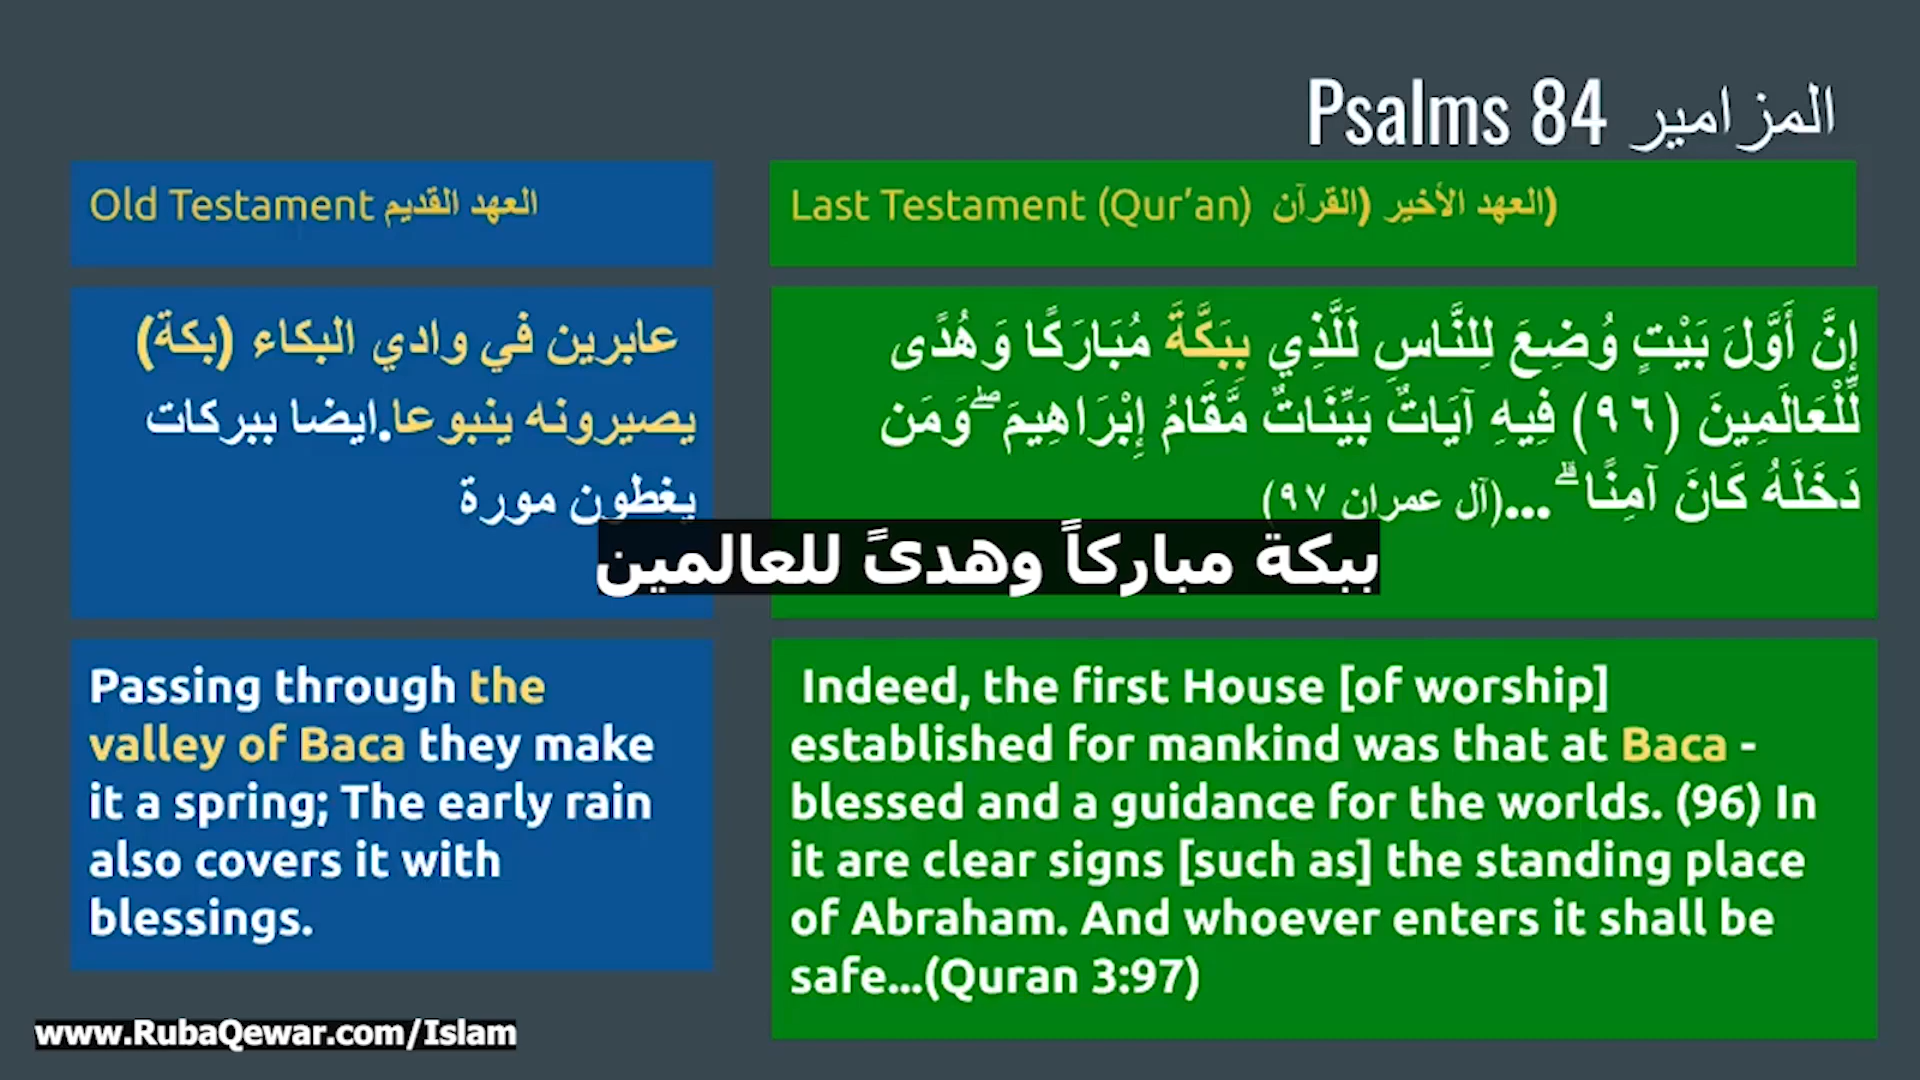 Psalms 84 المزامير
Old Testament العهد القديم
Last Testament (Qur’an) العهد الأخير (القرآن)
عابرين في وادي البكاء (بكة)
يصيرونه ينبوعا.ايضا ببركات
يغطون مورة
إِنَّ أَوَّلَ بَيْتٍ وُضِعَ لِلنَّاسِ لَلَّذِي بِبَكَّةَ مُبَارَكًا وَهُدًى
لِّلْعَالَمِينَ (٩٦) فِيهِ آيَاتٌ بَيِّنَاتٌ مَّقَامُ إِبْرَاهِيمَ ۖ وَمَن
دَخَلَهُ كَانَ آمِنًا ۗ ...(آل عمران ٩٧)
ببكة مباركاً وهدىً للعالمين
Passing through the
valley of Baca they make
it a spring; The early rain
also covers it with
blessings.
Indeed, the first House [of worship]
established for mankind was that at Baca -
blessed and a guidance for the worlds. (96) In
it are clear signs [such as] the standing place
of Abraham. And whoever enters it shall be
safe...(Quran 3:97)
www.RubaQewar.com/Islam